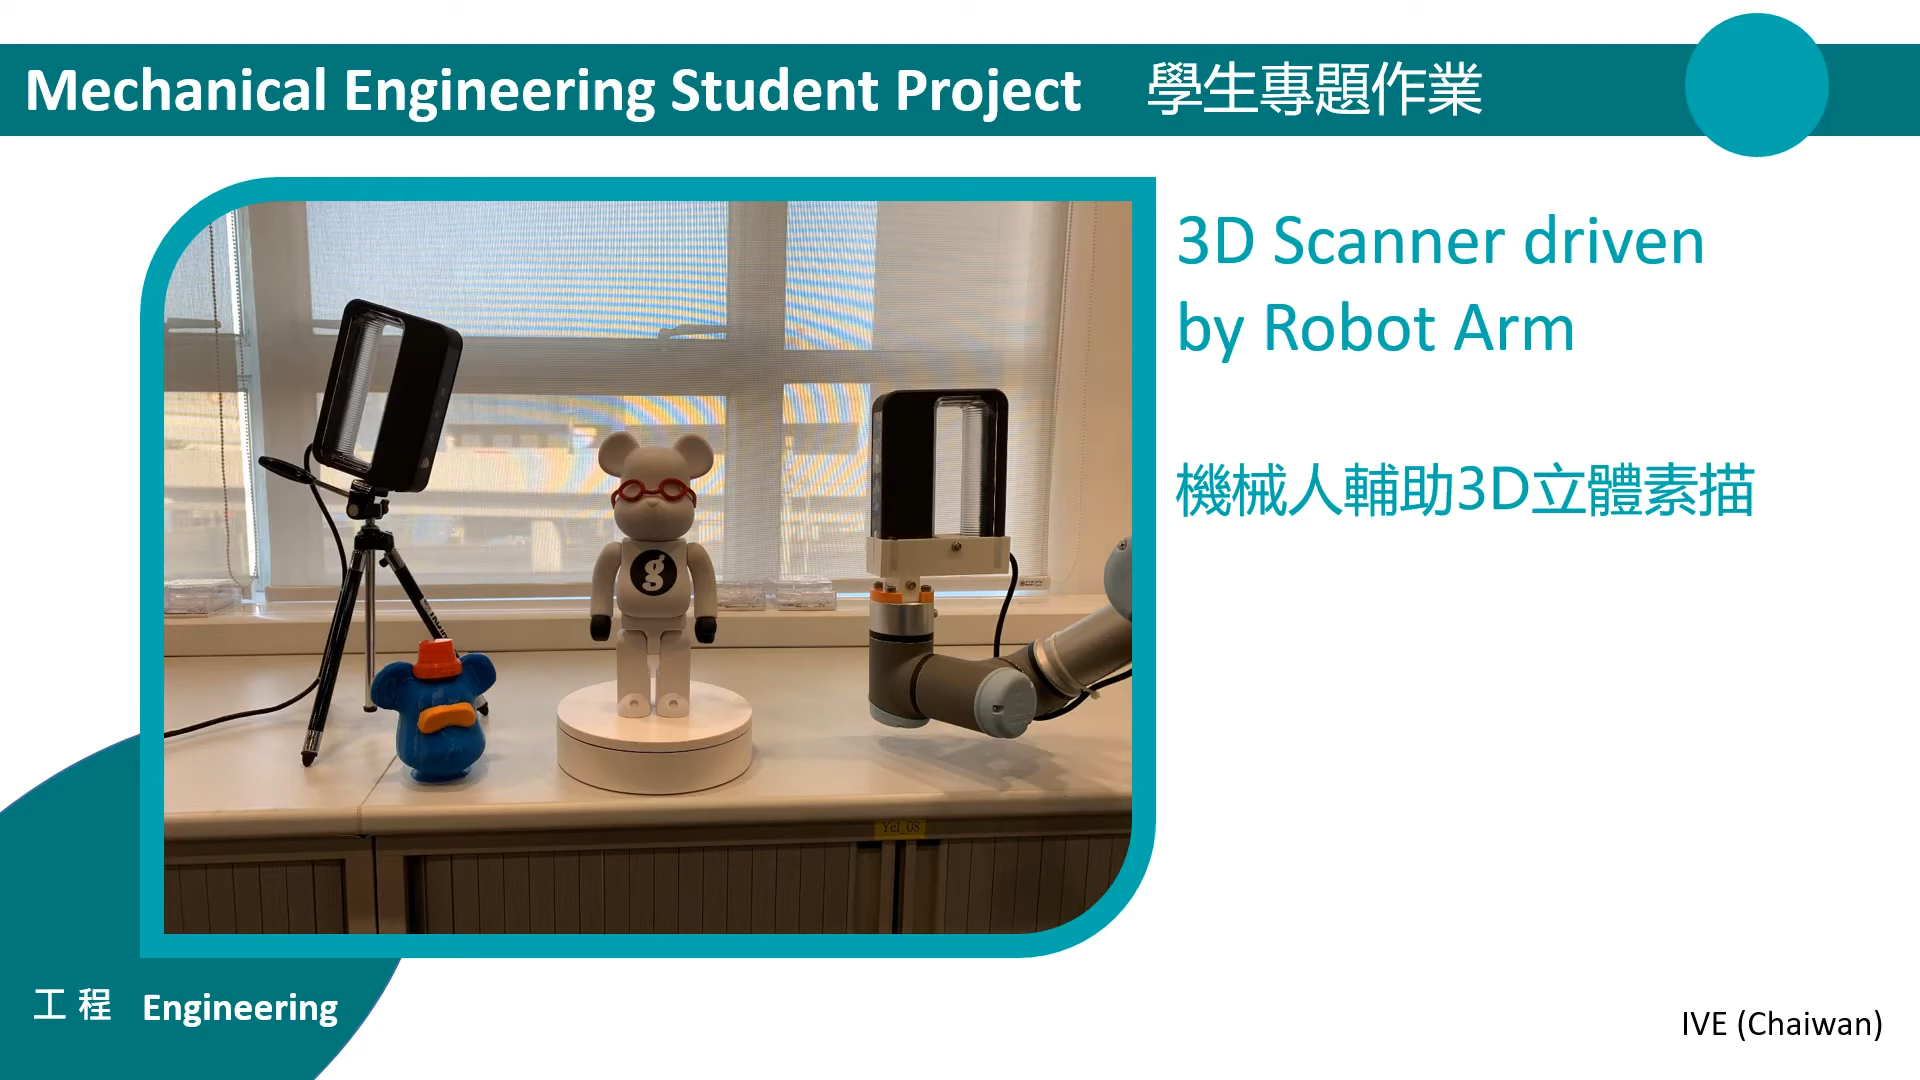 Mechanical Engineering Student Project 學生專題作業
3D Scanner driven
by Robot Arm
機械人輔助3D立體素描
g
Yel_08
工程 Engineering
IVE (Chaiwan)